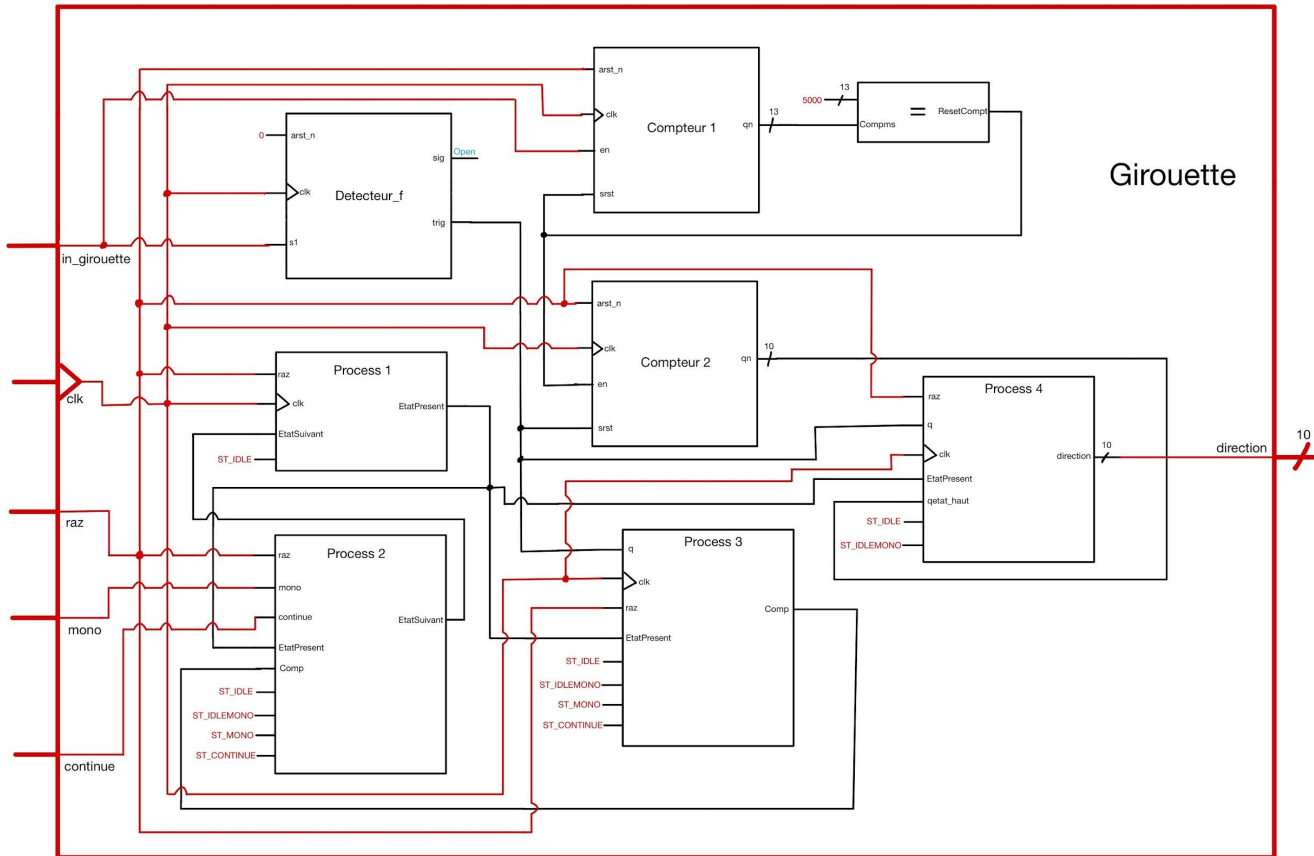 Girouette
in_girouette
clk
raz
mono
continue
direction
10
Detecteur_f
0
arst_n
clk
s1
sig
Open
trig
Compteur 1
arst_n
clk
en
srst
qn
13
5000
13
Compms
=
ResetCompt
Compteur 2
arst_n
clk
en
srst
qn
10
Process 1
raz
clk
EtatSuivant
ST_IDLE
EtatPresent
Process 2
raz
mono
continue
EtatPresent
Comp
ST_IDLE
ST_IDLEMONO
ST_MONO
ST_CONTINUE
EtatSuivant
Process 3
q
clk
raz
EtatPresent
ST_IDLE
ST_IDLEMONO
ST_MONO
ST_CONTINUE
Comp
Process 4
raz
q
clk
EtatPresent
qetat_haut
ST_IDLE
ST_IDLEMONO
direction
10